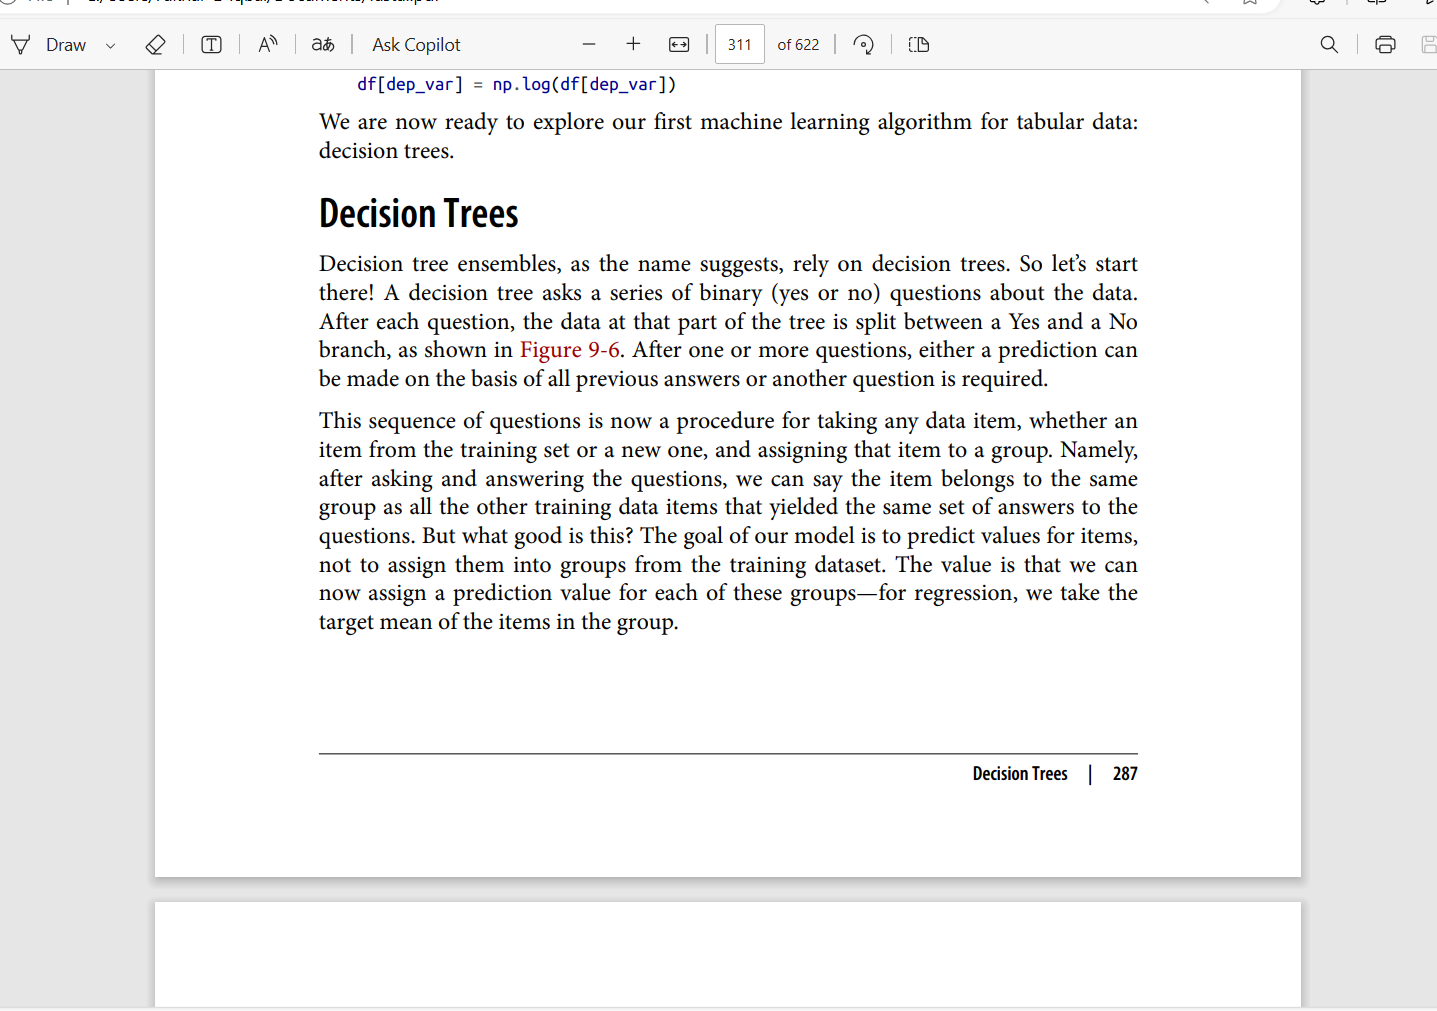 Draw
Ask Copilot
311 of 622
df[dep_var] = np.log(df[dep_var])
We are now ready to explore our first machine learning algorithm for tabular data:
decision trees.
Decision Trees
Decision tree ensembles, as the name suggests, rely on decision trees. So let’s start
there! A decision tree asks a series of binary (yes or no) questions about the data.
After each question, the data at that part of the tree is split between a Yes and a No
branch, as shown in Figure 9-6. After one or more questions, either a prediction can
be made on the basis of all previous answers or another question is required.
This sequence of questions is now a procedure for taking any data item, whether an
item from the training set or a new one, and assigning that item to a group. Namely,
after asking and answering the questions, we can say the item belongs to the same
group as all the other training data items that yielded the same set of answers to the
questions. But what good is this? The goal of our model is to predict values for items,
not to assign them into groups from the training dataset. The value is that we can
now assign a prediction value for each of these groups—for regression, we take the
target mean of the items in the group.
Decision Trees | 287